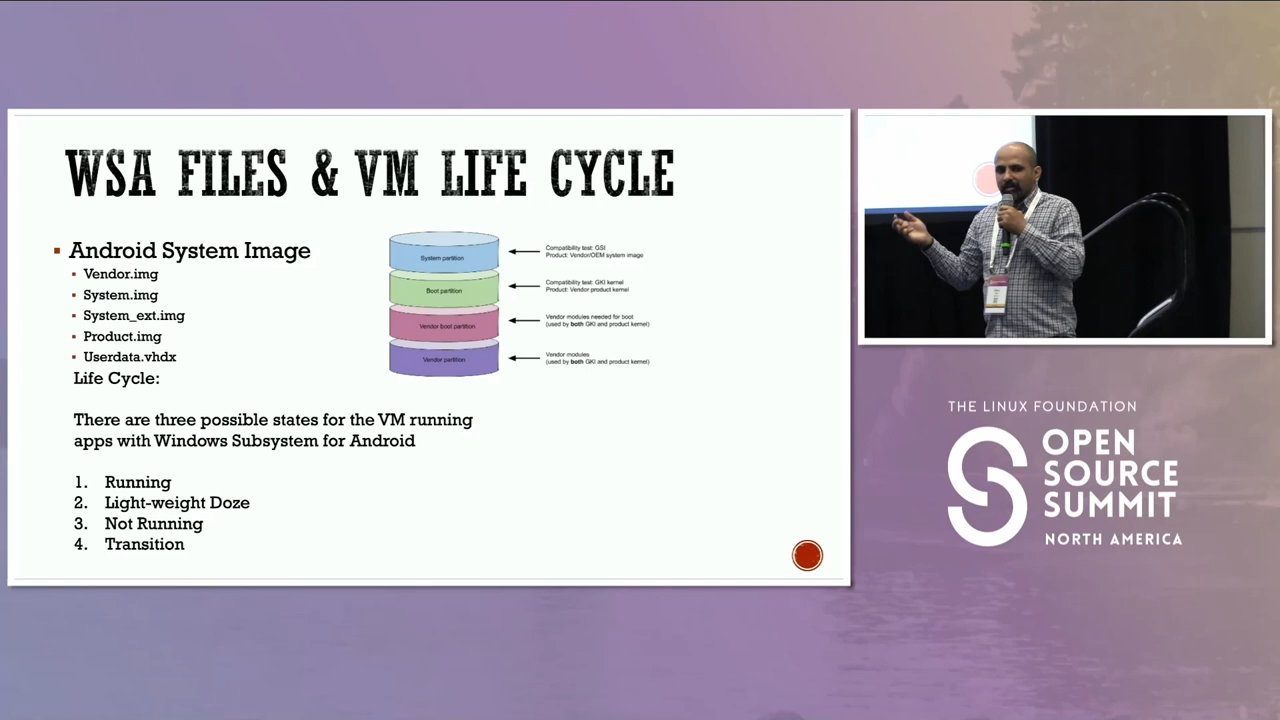 WSA FILES & VM LIFE CYCLE
Android System Image
Vendor.img
System.img
System_ext.img
Product.img
Userdata.vhdx
Life Cycle:
There are three possible states for the VM running
apps with Windows Subsystem for Android
1. Running
2. Light-weight Doze
3. Not Running
4. Transition
System partition
Compatibility test: GSI
Product: Vendor/OEM system image
Boot partition
Compatibility test: GKI kernel
Product: Vendor product kernel
Vendor boot partition
Vendor modules needed for boot
(used by both GKI and product kernel)
Vendor partition
Vendor modules
(used by both GKI and product kernel)
THE LINUX FOUNDATION
OPEN
SOURCE
SUMMIT
NORTH AMERICA